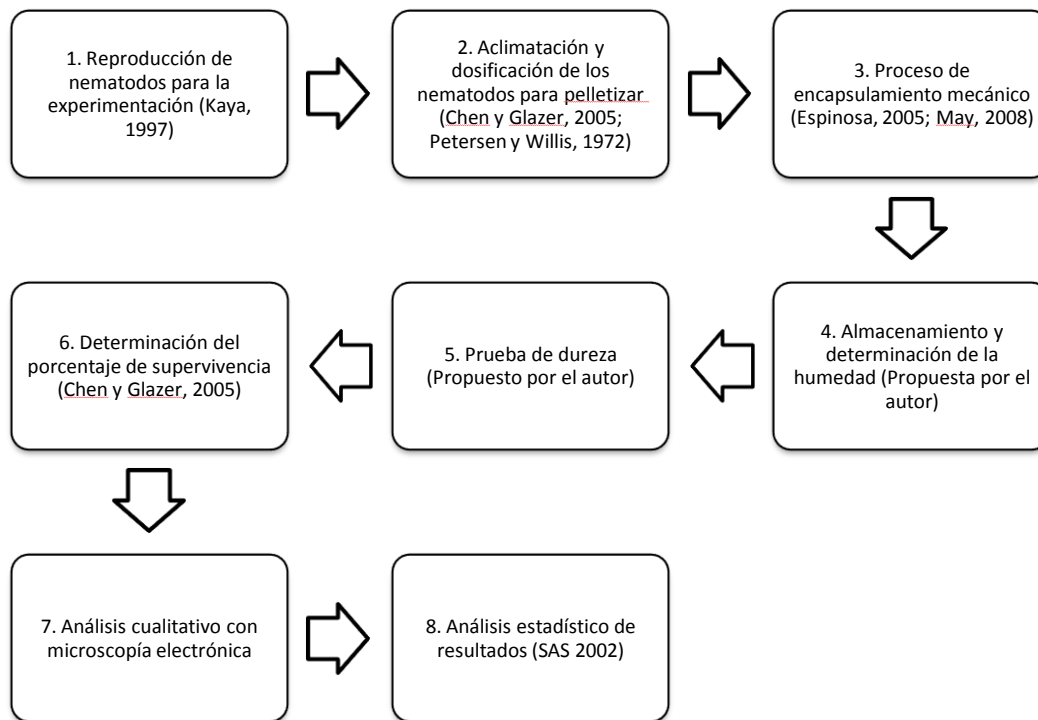 1. Reproducción de
nematodos para la
experimentación (Kaya,
1997)
2. Aclimatación y
dosificación de los
nematodos para pelletizar
(Chen y Glazer, 2005;
Petersen y Willis, 1972)
3. Proceso de
encapsulamiento mecánico
(Espinosa, 2005; May, 2008)
4. Almacenamiento y
determinación de la
humedad (Propuesta por el
autor)
5. Prueba de dureza
(Propuesto por el autor)
6. Determinación del
porcentaje de supervivencia
(Chen y Glazer, 2005)
7. Análisis cualitativo con
microscopía electrónica
8. Análisis estadístico de
resultados (SAS 2002)